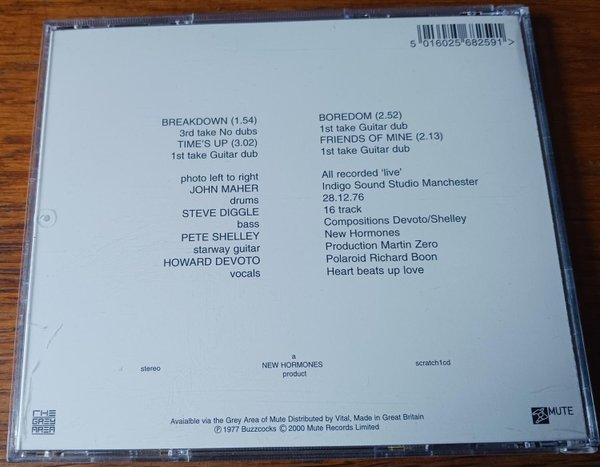 5 016025 682591 >
BREAKDOWN (1.54)
3rd take No dubs
TIME'S UP (3.02)
1st take Guitar dub
BOREDOM (2.52)
1st take Guitar dub
FRIENDS OF MINE (2.13)
1st take Guitar dub
photo left to right
JOHN MAHER
drums
STEVE DIGGLE
bass
PETE SHELLEY
starway guitar
HOWARD DEVOTO
vocals
All recorded 'live'
Indigo Sound Studio Manchester
28.12.76
16 track
Compositions Devoto/Shelley
New Hormones
Production Martin Zero
Polaroid Richard Boon
Heart beats up love
stereo
a
NEW HORMONES
product
scratch1cd
THE
GREY
AREA
Avaialble via the Grey Area of Mute Distributed by Vital, Made in Great Britain
℗ 1977 Buzzcocks © 2000 Mute Records Limited
MUTE